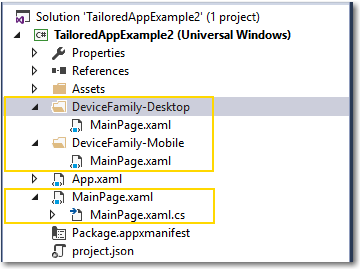 Solution 'TailoredAppExample2' (1 project)
TailoredAppExample2 (Universal Windows)
Properties
References
Assets
DeviceFamily-Desktop
MainPage.xaml
DeviceFamily-Mobile
MainPage.xaml
App.xaml
MainPage.xaml
MainPage.xaml.cs
Package.appxmanifest
project.json